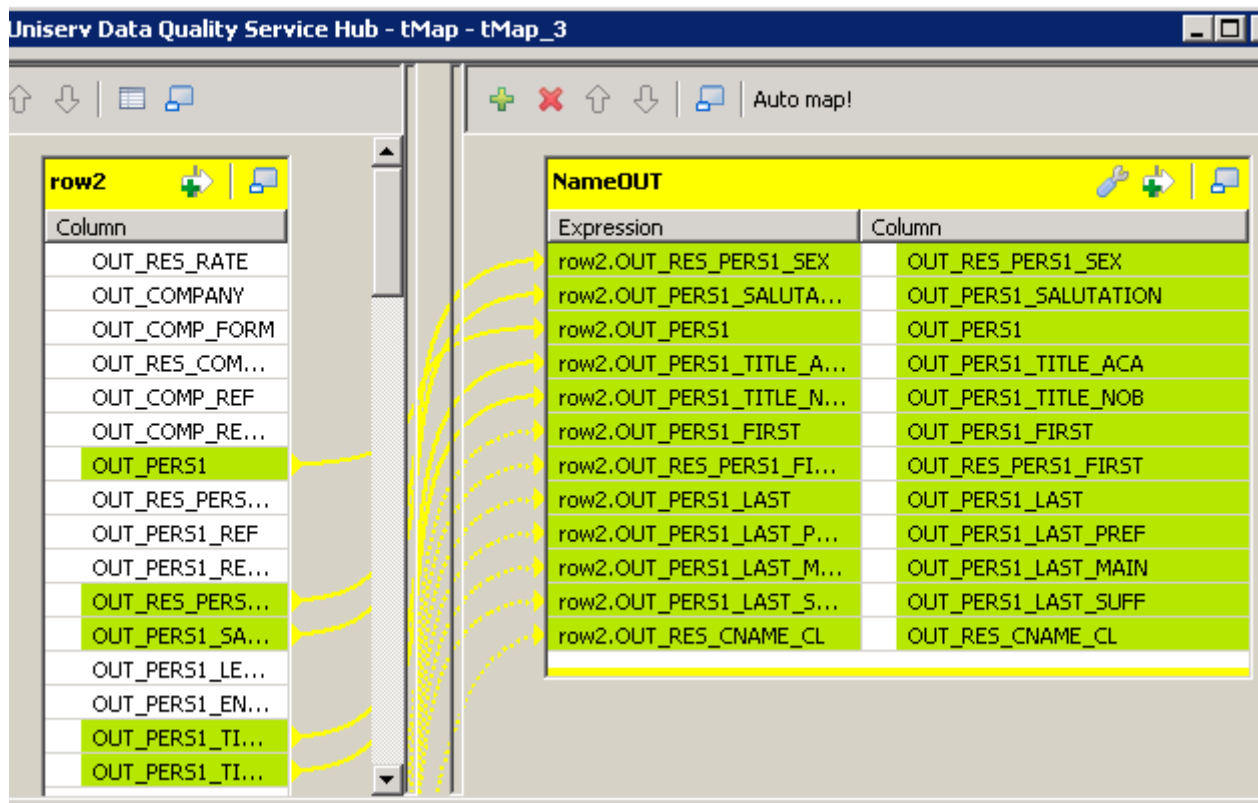 Uniserv Data Quality Service Hub - tMap - tMap_3
Auto map!
row2
Column
OUT_RES_RATE
OUT_COMPANY
OUT_COMP_FORM
OUT_RES_COM...
OUT_COMP_REF
OUT_COMP_RE...
OUT_PERS1
OUT_RES_PERS...
OUT_PERS1_REF
OUT_PERS1_RE...
OUT_RES_PERS...
OUT_PERS1_SA...
OUT_PERS1_LE...
OUT_PERS1_EN...
OUT_PERS1_TI...
OUT_PERS1_TI...
NameOUT
Expression Column
row2.OUT_RES_PERS1_SEX OUT_RES_PERS1_SEX
row2.OUT_PERS1_SALUTA... OUT_PERS1_SALUTATION
row2.OUT_PERS1 OUT_PERS1
row2.OUT_PERS1_TITLE_A... OUT_PERS1_TITLE_ACA
row2.OUT_PERS1_TITLE_N... OUT_PERS1_TITLE_NOB
row2.OUT_PERS1_FIRST OUT_PERS1_FIRST
row2.OUT_RES_PERS1_FI... OUT_RES_PERS1_FIRST
row2.OUT_PERS1_LAST OUT_PERS1_LAST
row2.OUT_PERS1_LAST_P... OUT_PERS1_LAST_PREF
row2.OUT_PERS1_LAST_M... OUT_PERS1_LAST_MAIN
row2.OUT_PERS1_LAST_S... OUT_PERS1_LAST_SUFF
row2.OUT_RES_CNAME_CL OUT_RES_CNAME_CL